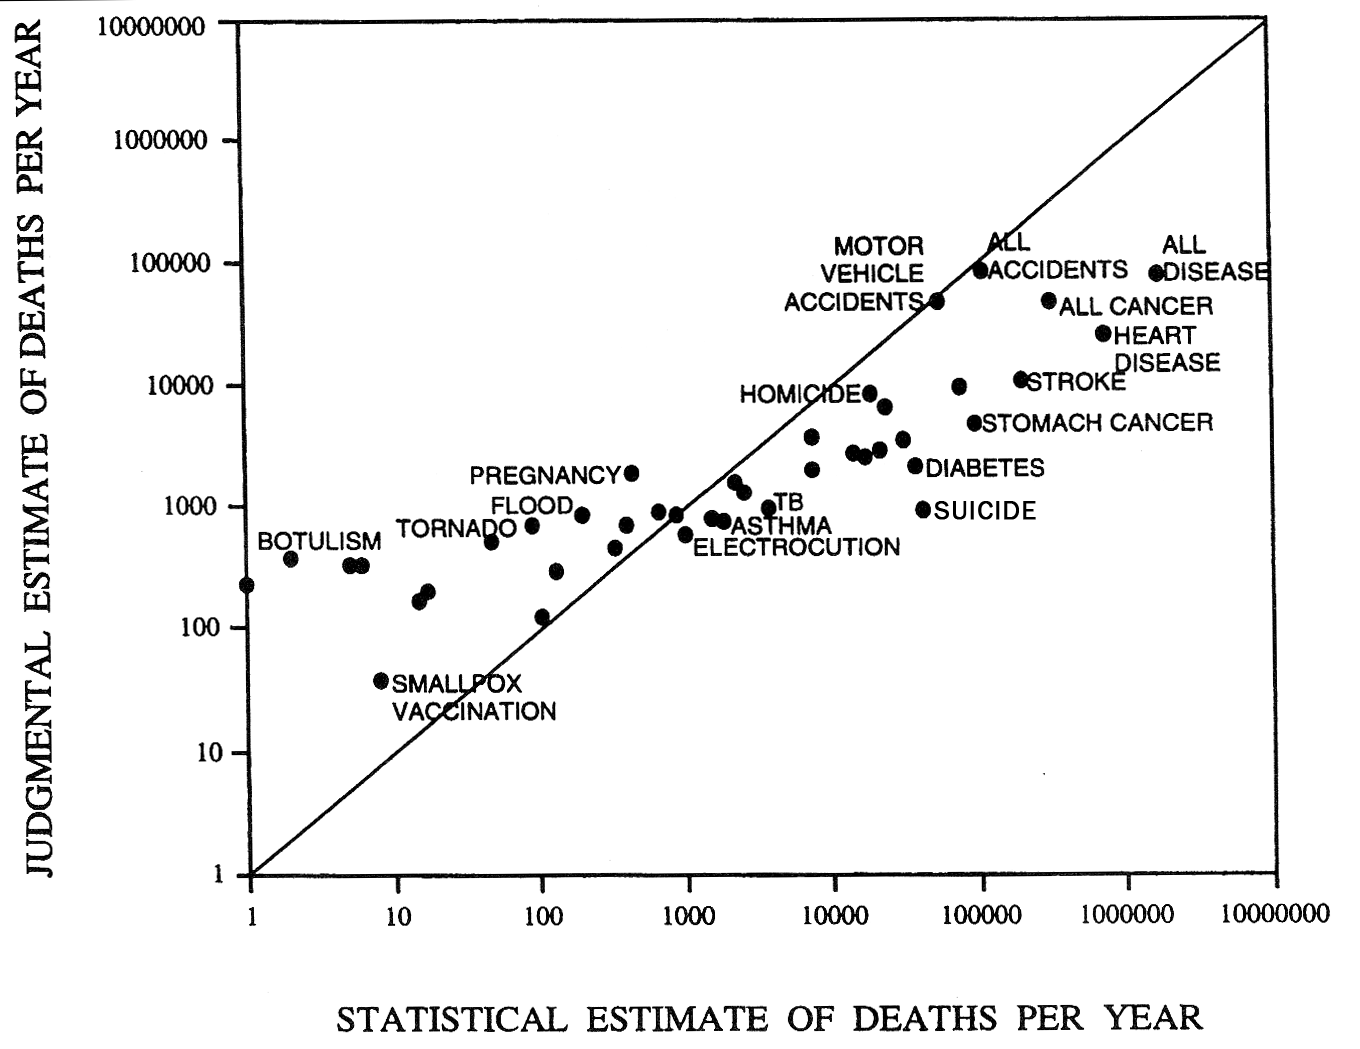 JUDGMENTAL ESTIMATE OF DEATHS PER YEAR
10000000
1000000
100000
10000
1000
100
10
1
MOTOR
VEHICLE
ACCIDENTS
ALL
ACCIDENTS
ALL
DISEASE
ALL CANCER
HEART
DISEASE
STROKE
HOMICIDE
STOMACH CANCER
DIABETES
SUICIDE
PREGNANCY
FLOOD
TORNADO
BOTULISM
TB
ASTHMA
ELECTROCUTION
SMALLPOX
VACCINATION
1
10
100
1000
10000
100000
1000000
10000000
STATISTICAL ESTIMATE OF DEATHS PER YEAR